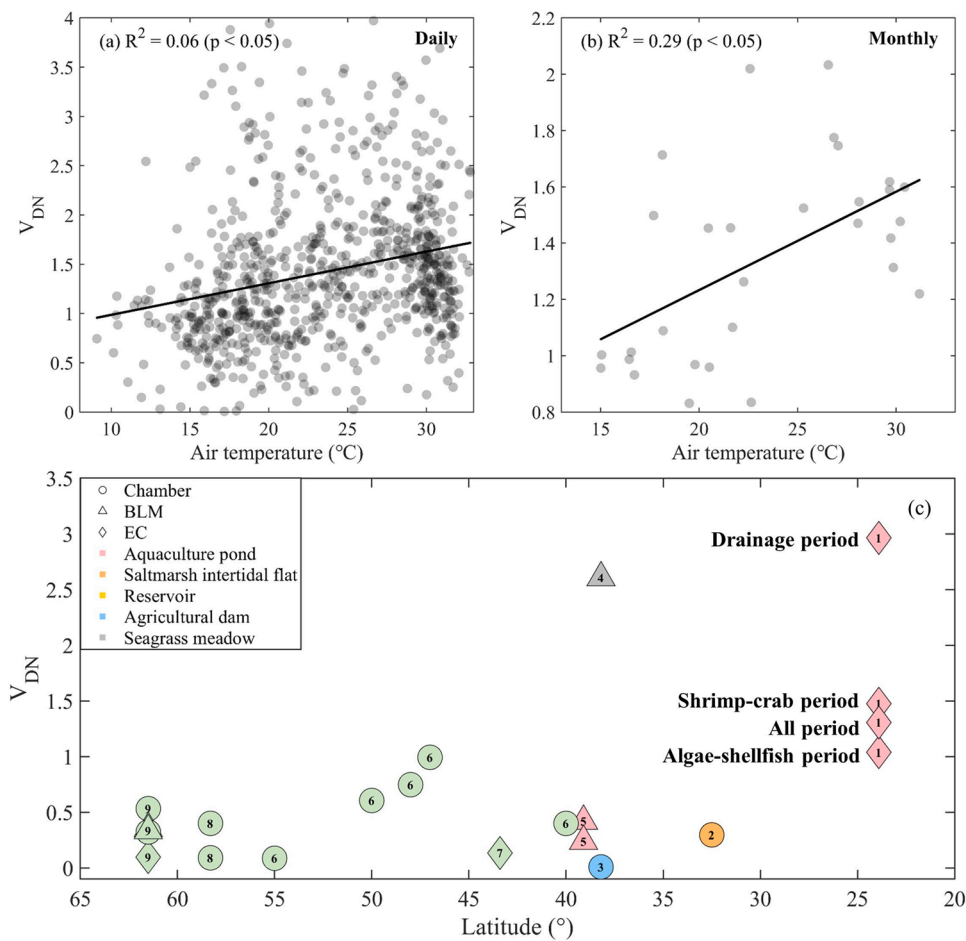 (a) R² = 0.06 (p < 0.05) Daily
4
3.5
3
2.5
2
1.5
1
0.5
0
V_DN
10 15 20 25 30
Air temperature (℃)
(b) R² = 0.29 (p < 0.05) Monthly
2.2
2
1.8
1.6
1.4
1.2
1
0.8
V_DN
15 20 25 30
Air temperature (℃)
(c)
3.5
3
2.5
2
1.5
1
0.5
0
V_DN
Chamber
BLM
EC
Aquaculture pond
Saltmarsh intertidal flat
Reservoir
Agricultural dam
Seagrass meadow
Drainage period 1
4
Shrimp-crab period 1
All period 1
Algae-shellfish period 1
6
6
6
9 8 6 5
9 5 2
9 8 6 7 3
65 60 55 50 45 40 35 30 25 20
Latitude (°)